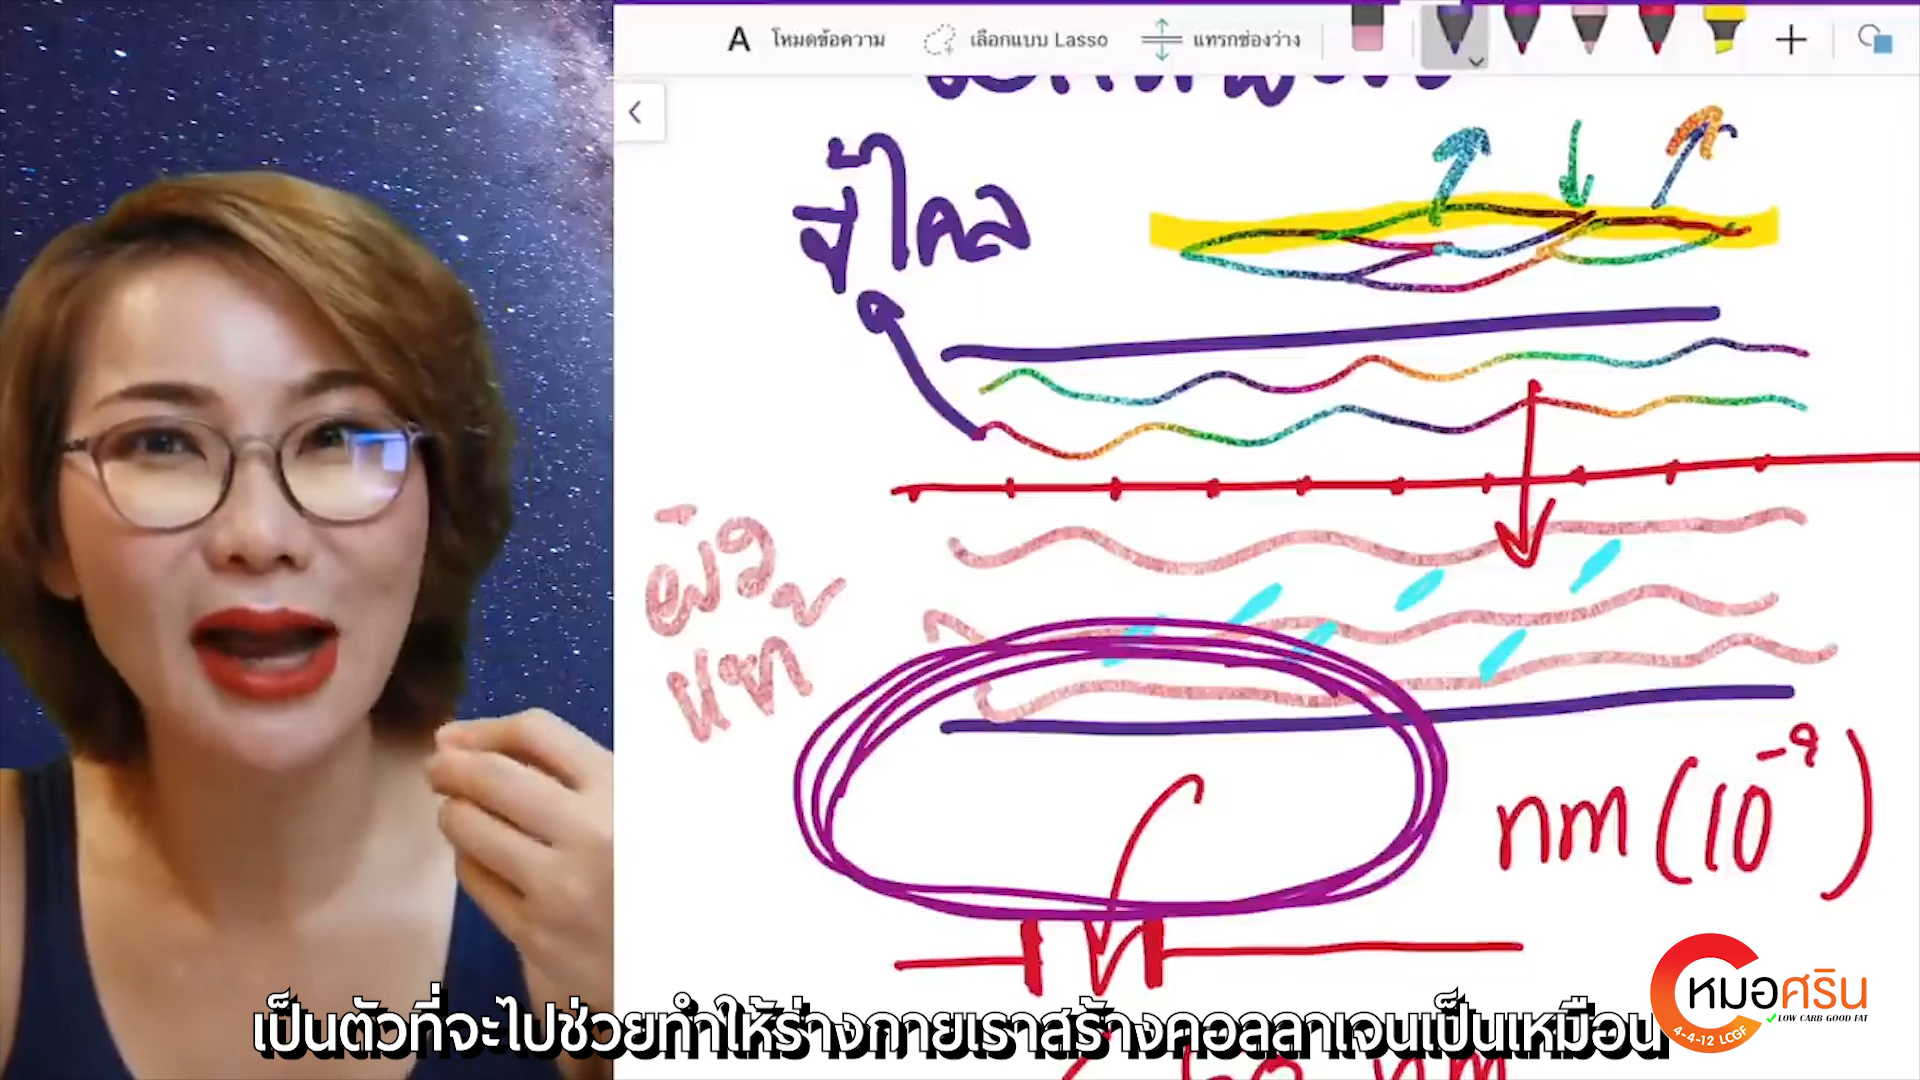 A โหมดข้อความ เลือกแบบ Lasso แทรกช่องว่าง
ขี้ไคล
ผิว
แท้
nm (10⁻⁹)
60 nm
เป็นตัวที่จะไปช่วยทำให้ร่างกายเราสร้างคอลลาเจนเป็นเหมือน
หมอศริน
LOW CARB GOOD FAT
4-4-12 LCGF